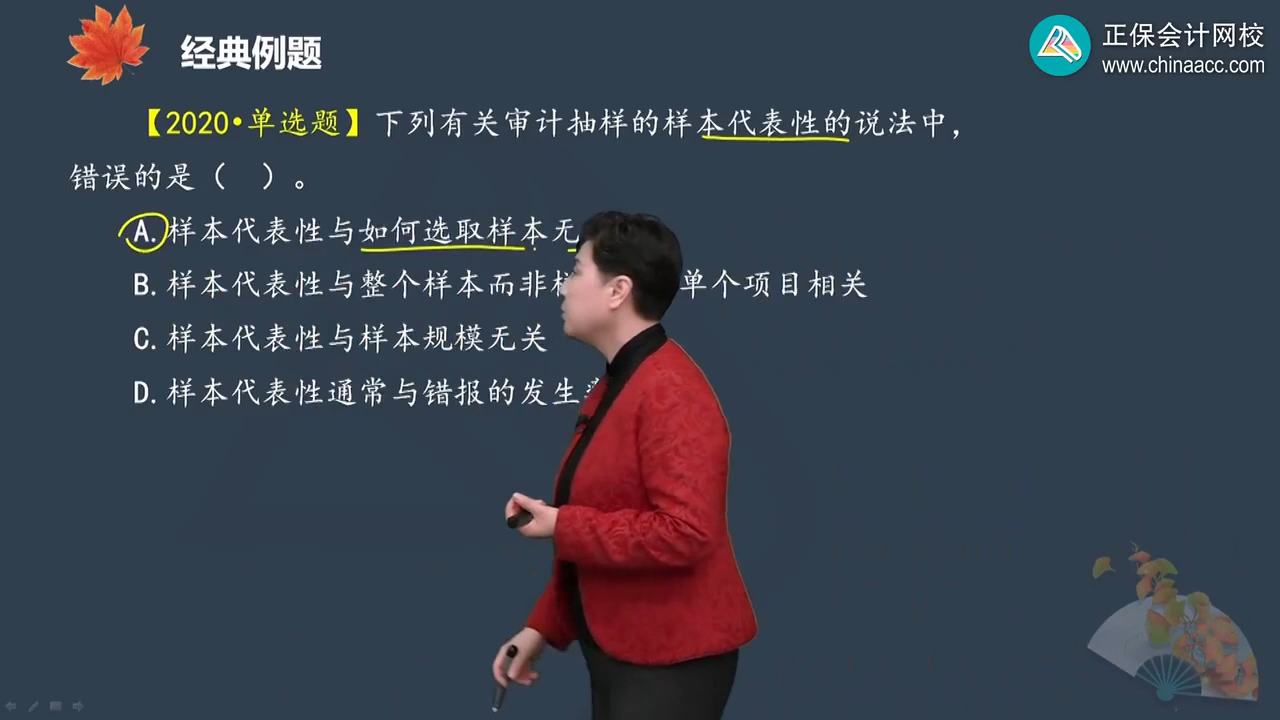 经典例题
正保会计网校
www.chinaacc.com
【2020•单选题】下列有关审计抽样的样本代表性的说法中，
错误的是（ ）。
A.样本代表性与如何选取样本无
B.样本代表性与整个样本而非样 单个项目相关
C.样本代表性与样本规模无关
D.样本代表性通常与错报的发生